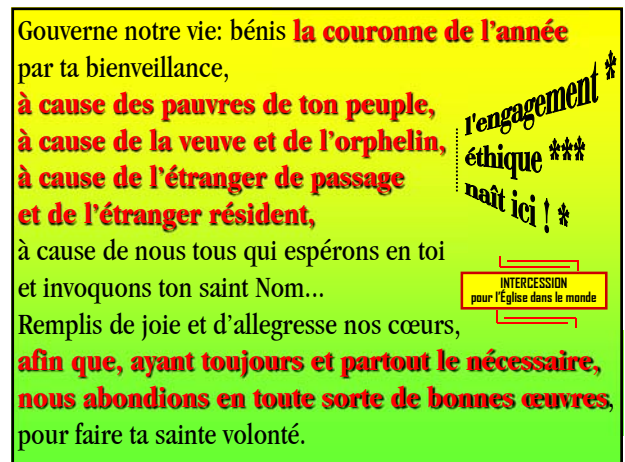 Gouverne notre vie: bénis la couronne de l'année
par ta bienveillance,
à cause des pauvres de ton peuple,
à cause de la veuve et de l'orphelin,
à cause de l'étranger de passage
et de l'étranger résident,
à cause de nous tous qui espérons en toi
et invoquons ton saint Nom...
Remplis de joie et d'allegresse nos cœurs,
afin que, ayant toujours et partout le nécessaire,
nous abondions en toute sorte de bonnes œuvres,
pour faire ta sainte volonté.
l'engagement *
éthique ***
naît ici ! *
INTERCESSION
pour l'Église dans le monde